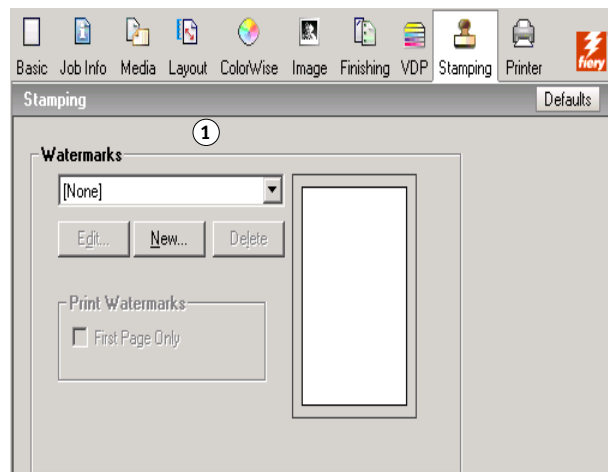 Basic Job Info Media Layout ColorWise Image Finishing VDP Stamping Printer fiery
Stamping Defaults
1
Watermarks
[None]
Edit... New... Delete
Print Watermarks
First Page Only